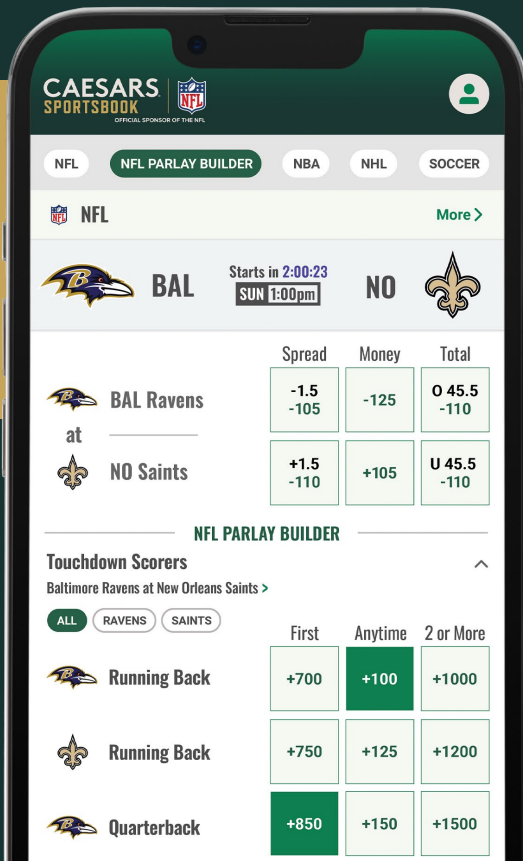 CAESARS
SPORTSBOOK
NFL
OFFICIAL SPONSOR OF THE NFL
NFL
NFL PARLAY BUILDER
NBA
NHL
SOCCER
NFL NFL
More >
BAL
Starts in 2:00:23
SUN 1:00pm
NO
Spread Money Total
BAL Ravens
-1.5
-105
-125
O 45.5
-110
at
NO Saints
+1.5
-110
+105
U 45.5
-110
NFL PARLAY BUILDER
Touchdown Scorers
Baltimore Ravens at New Orleans Saints >
ALL RAVENS SAINTS
First Anytime 2 or More
Running Back +700 +100 +1000
Running Back +750 +125 +1200
Quarterback +850 +150 +1500